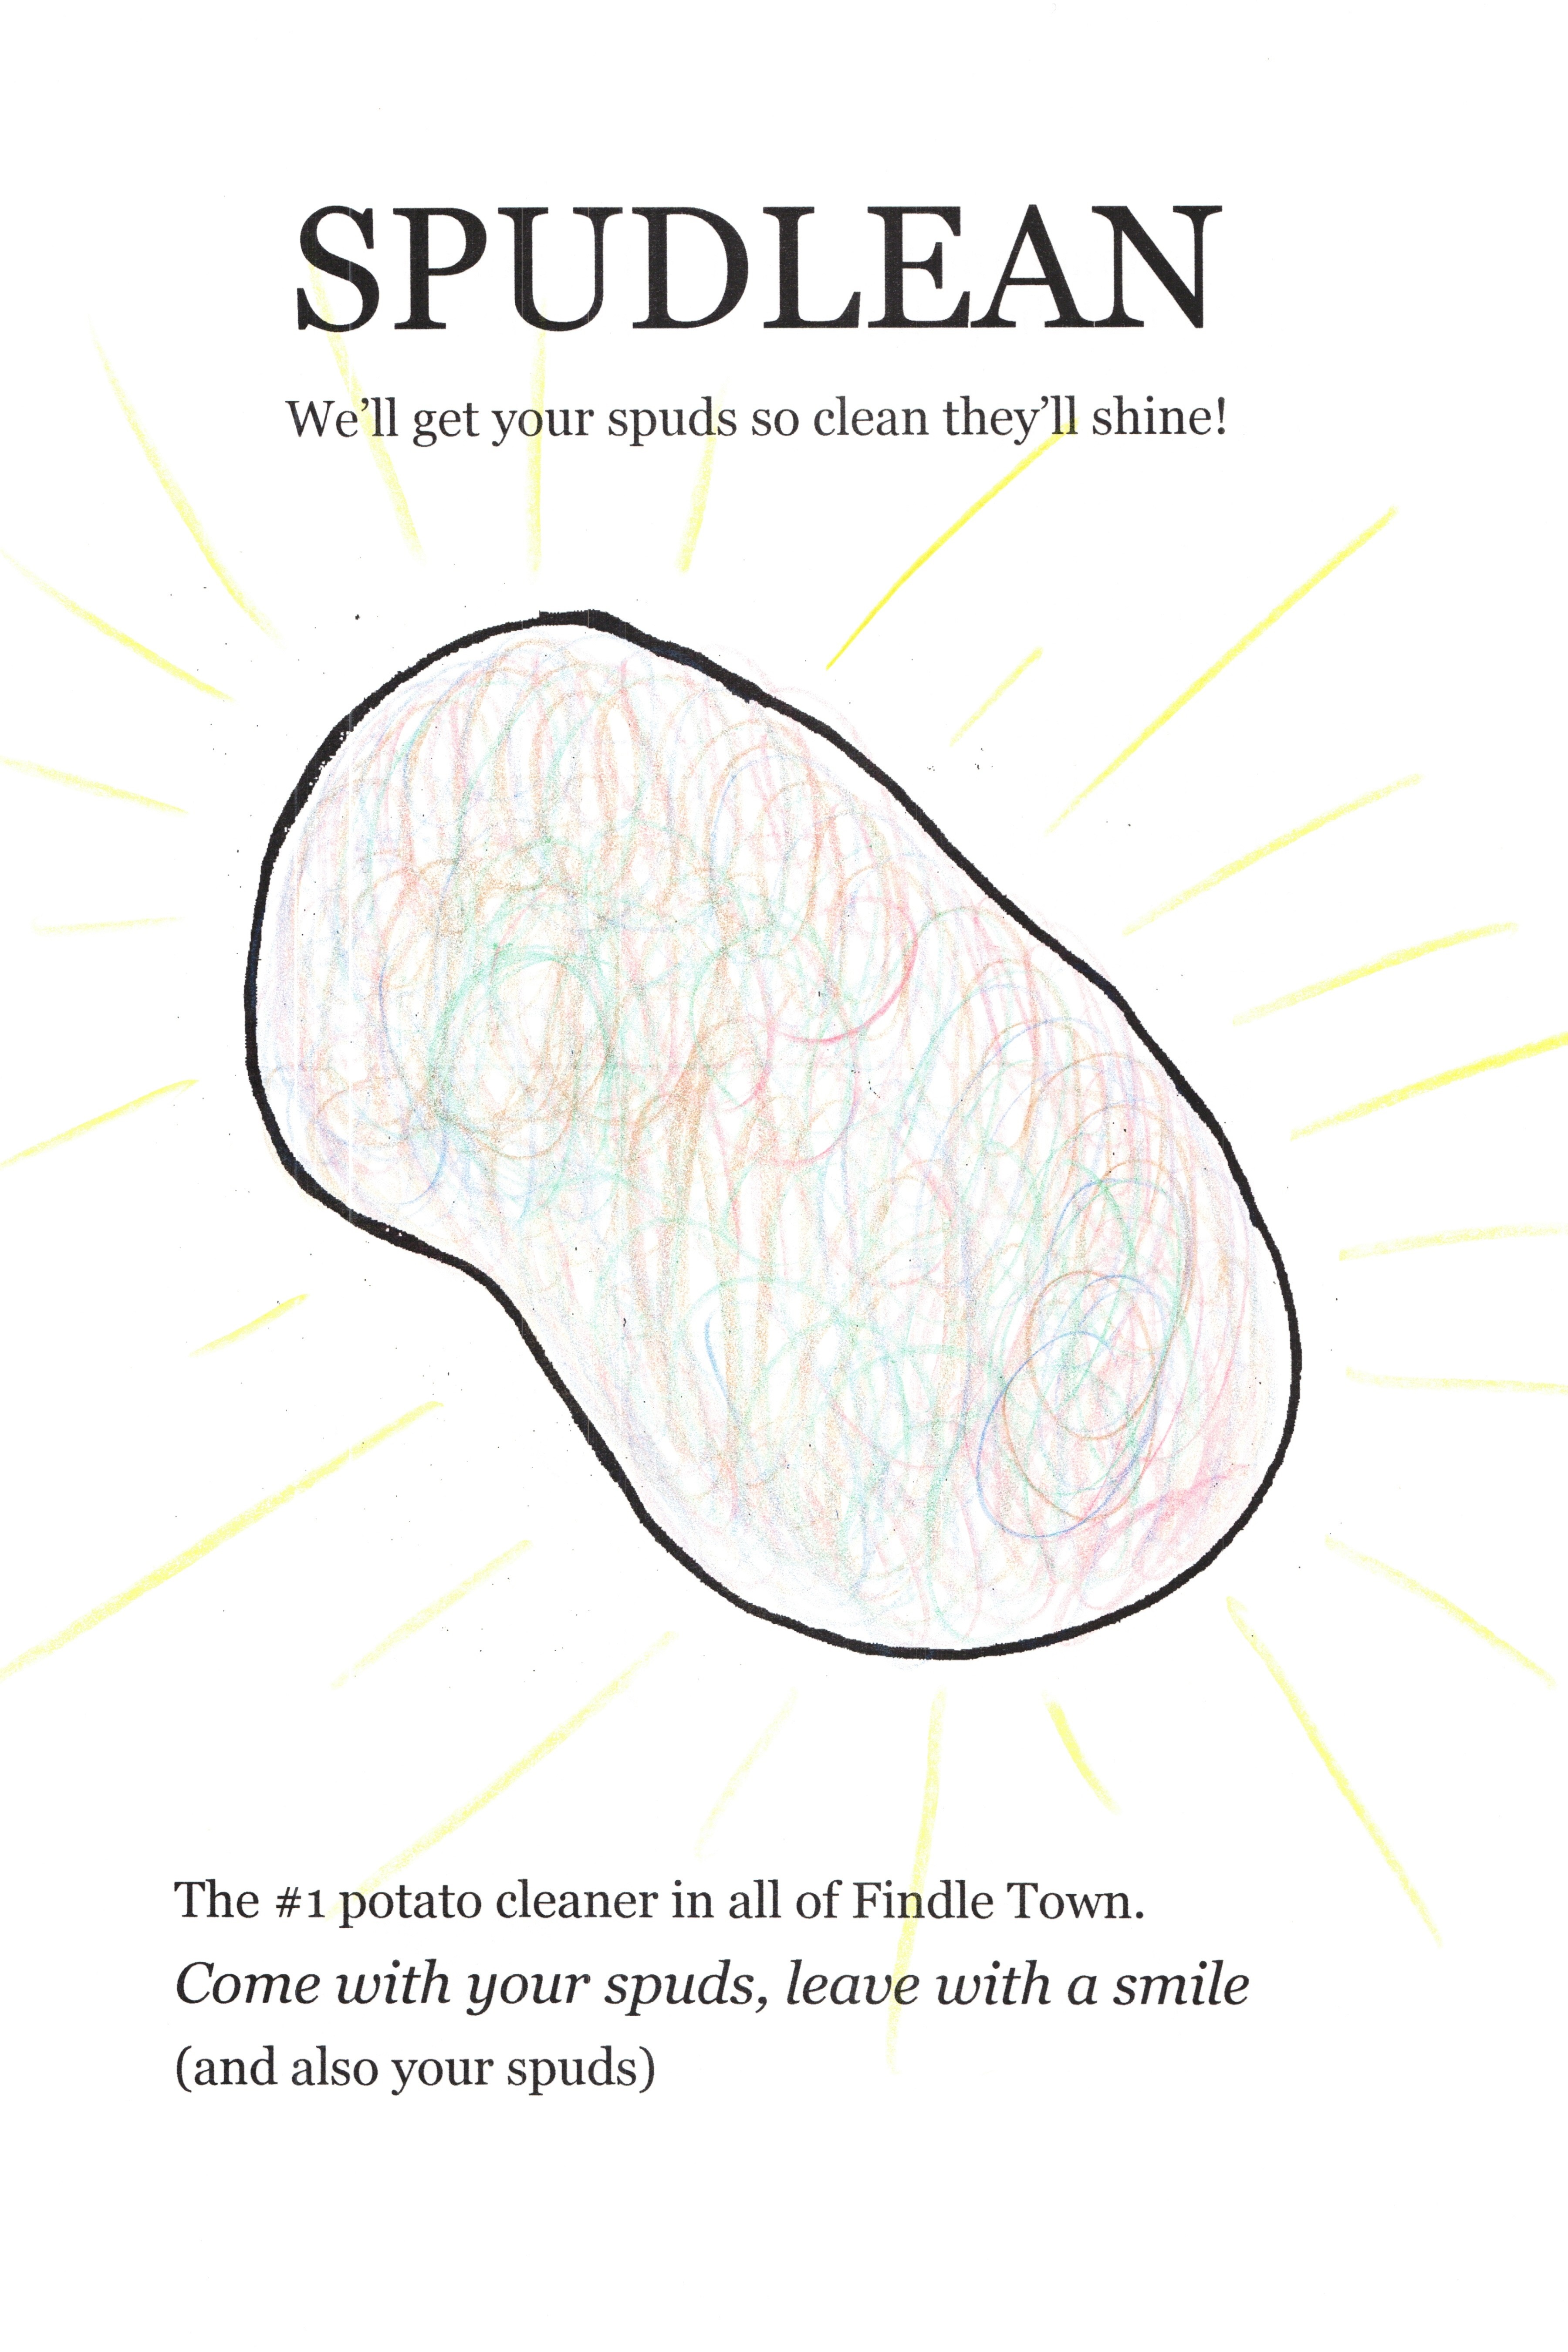 SPUDLEAN
We’ll get your spuds so clean they’ll shine!
The #1 potato cleaner in all of Findle Town.
Come with your spuds, leave with a smile
(and also your spuds)